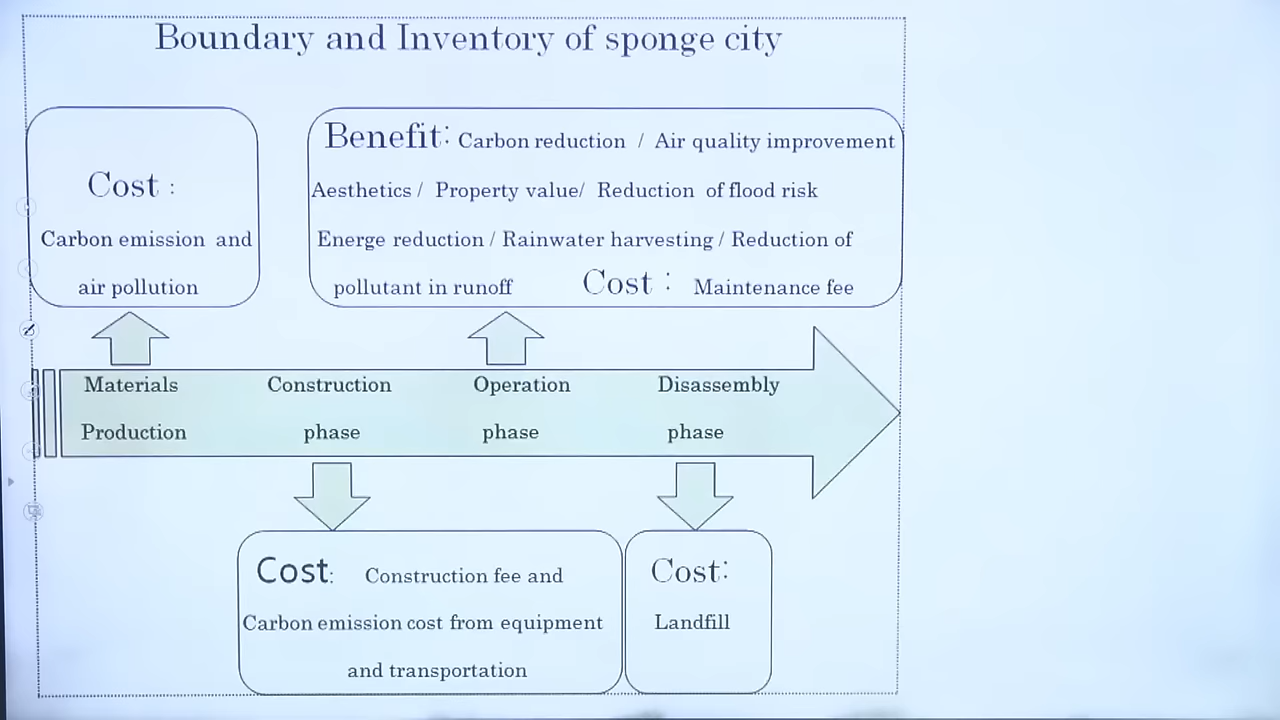 Boundary and Inventory of sponge city
Cost :
Carbon emission and
air pollution
Benefit: Carbon reduction / Air quality improvement
Aesthetics / Property value/ Reduction of flood risk
Energe reduction / Rainwater harvesting / Reduction of
pollutant in runoff Cost : Maintenance fee
Materials
Production
Construction
phase
Operation
phase
Disassembly
phase
Cost: Construction fee and
Carbon emission cost from equipment
and transportation
Cost:
Landfill